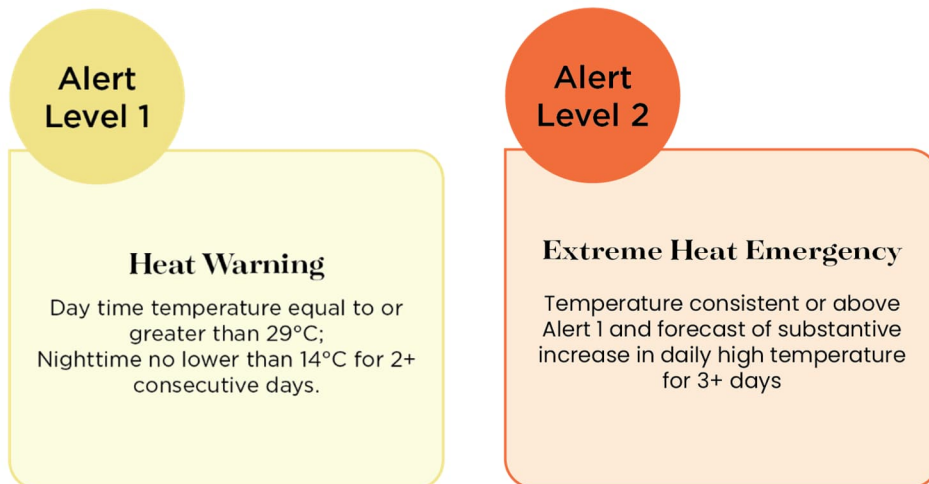 Alert
Level 1
Heat Warning
Day time temperature equal to or
greater than 29°C;
Nighttime no lower than 14°C for 2+
consecutive days.
Alert
Level 2
Extreme Heat Emergency
Temperature consistent or above
Alert 1 and forecast of substantive
increase in daily high temperature
for 3+ days